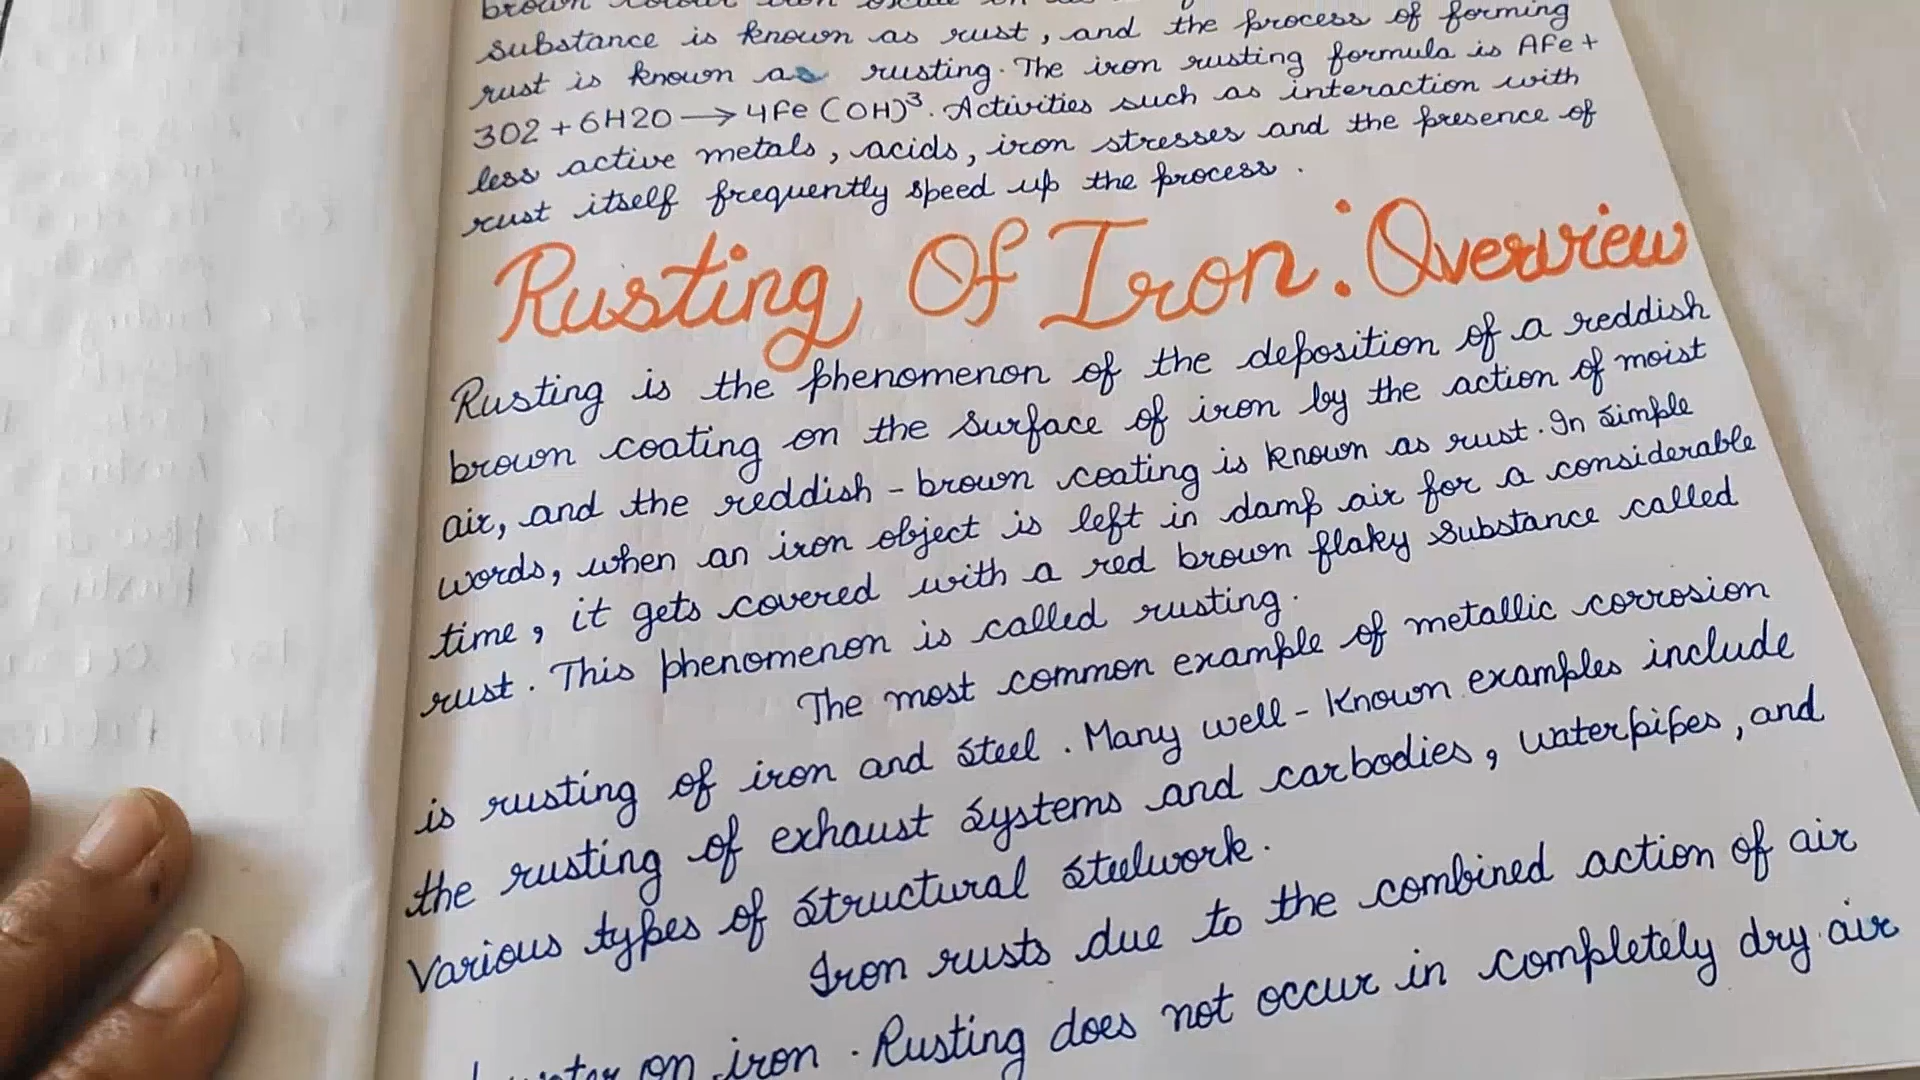 substance is known as rust, and the process of forming
rust is known as rusting. The iron rusting formula is AFe +
3O2 + 6H2O → 4Fe (OH)³. Activities such as interaction with
less active metals, acids, iron stresses and the presence of
rust itself frequently speed up the process.
Rusting Of Iron: Overview
Rusting is the phenomenon of the deposition of a reddish
brown coating on the surface of iron by the action of moist
air, and the reddish-brown coating is known as rust. In simple
words, when an iron object is left in damp air for a considerable
time, it gets covered with a red brown flaky substance called
rust. This phenomenon is called rusting.
The most common example of metallic corrosion
is rusting of iron and steel. Many well-known examples include
the rusting of exhaust systems and carbodies, waterpipes, and
various types of structural steelwork.
Iron rusts due to the combined action of air
water on iron. Rusting does not occur in completely dry air